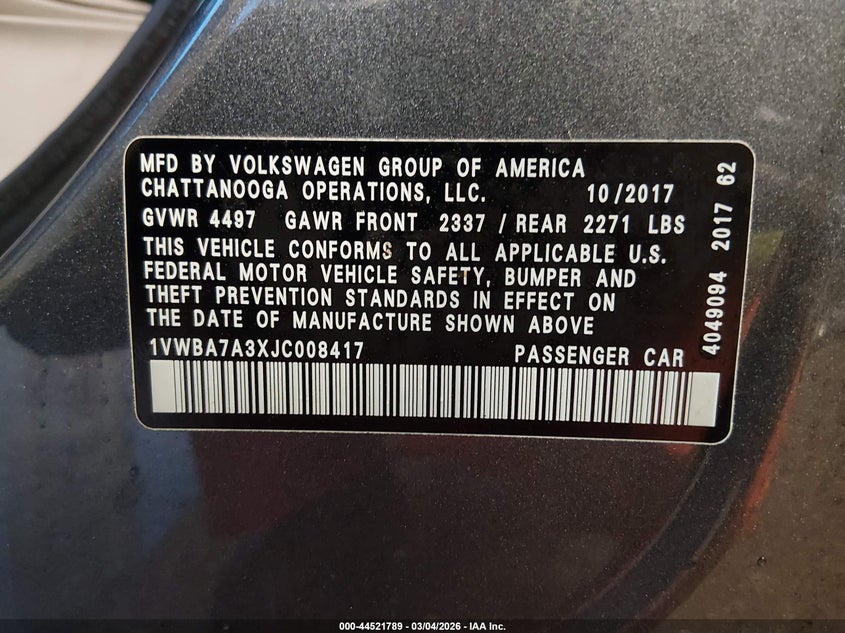 MFD BY VOLKSWAGEN GROUP OF AMERICA
CHATTANOOGA OPERATIONS, LLC. 10/2017
GVWR 4497 GAWR FRONT 2337 / REAR 2271 LBS
THIS VEHICLE CONFORMS TO ALL APPLICABLE U.S.
FEDERAL MOTOR VEHICLE SAFETY, BUMPER AND
THEFT PREVENTION STANDARDS IN EFFECT ON
THE DATE OF MANUFACTURE SHOWN ABOVE
1VWBA7A3XJC008417 PASSENGER CAR
4049094 2017 62
000-44521789 - 03/04/2026 - IAA Inc.